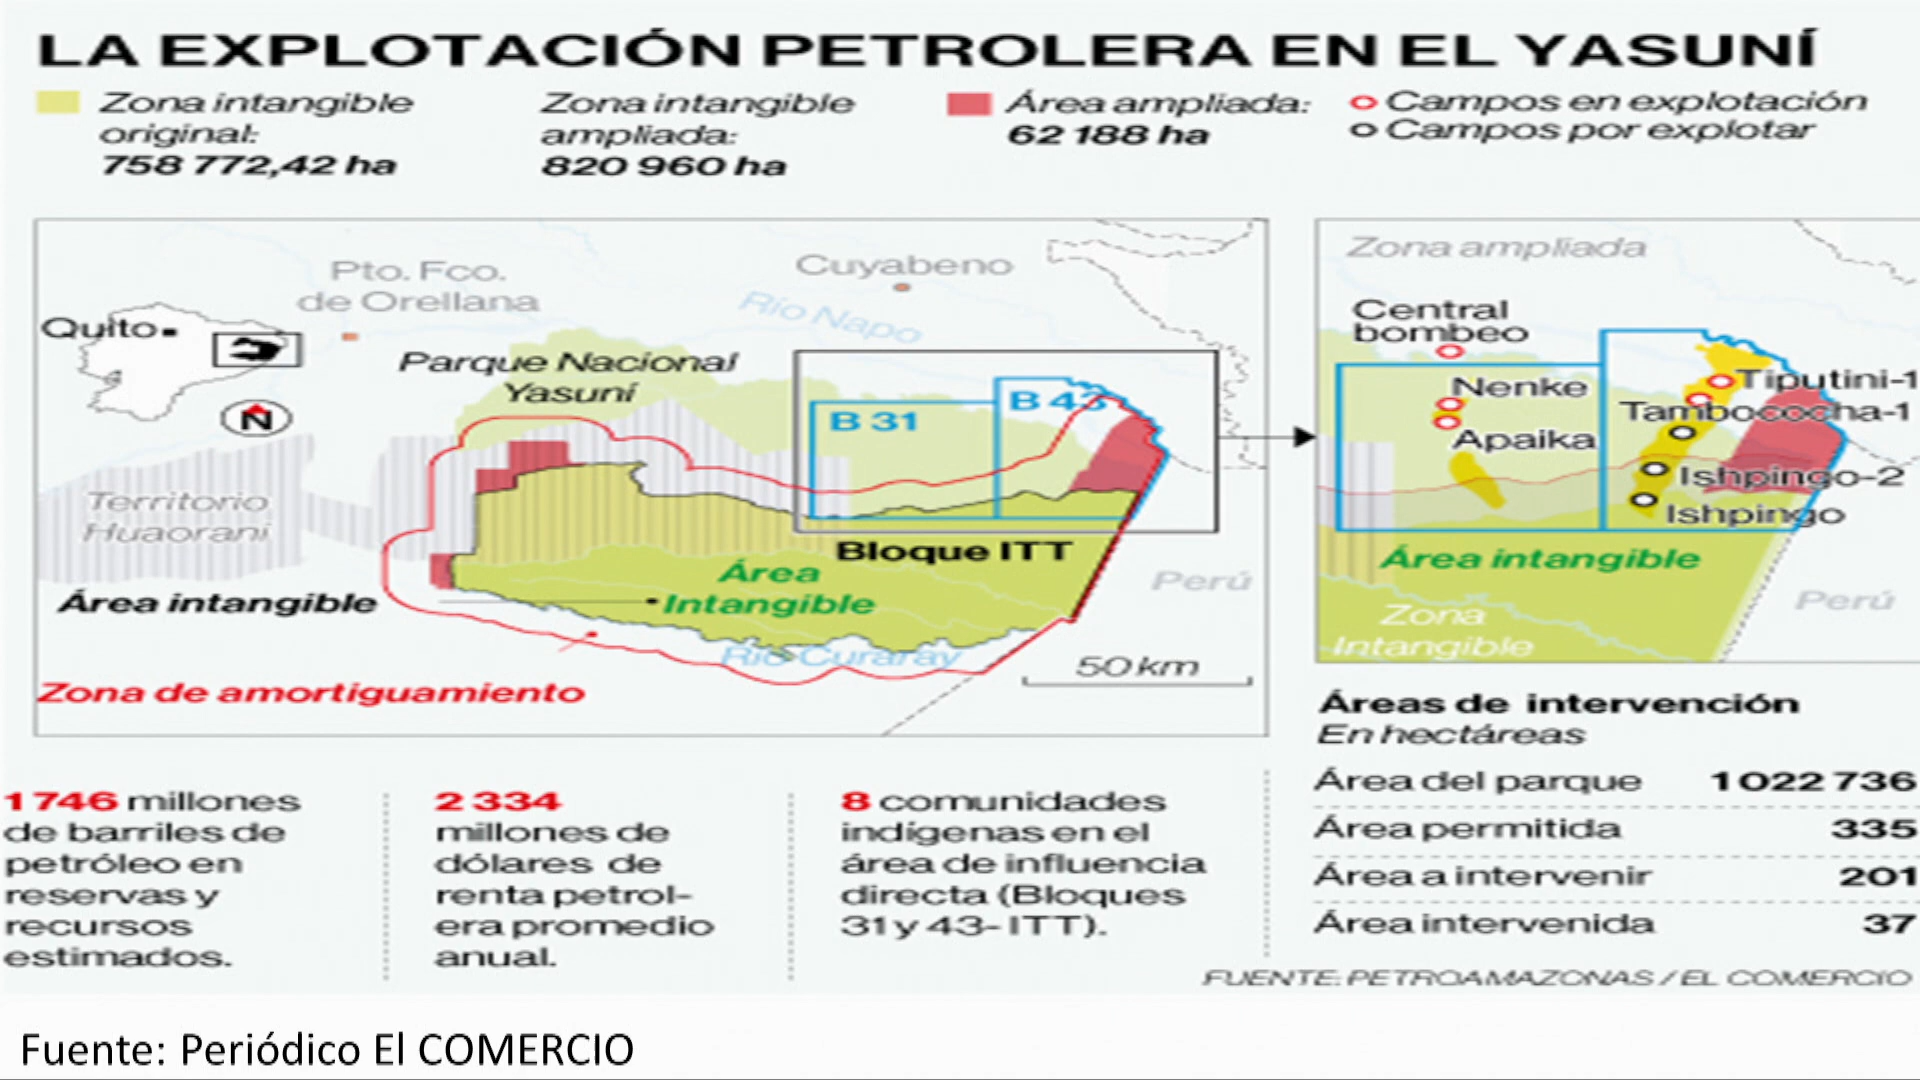 LA EXPLOTACIÓN PETROLERA EN EL YASUNÍ
Zona intangible
original:
758 772,42 ha
Zona intangible
ampliada:
820 960 ha
Área ampliada:
62 188 ha
Campos en explotación
Campos por explotar
Quito
N
Pto. Fco.
de Orellana
Cuyabeno
Río Napo
Parque Nacional
Yasuní
B 31
B 43
Territorio
Huaorani
Bloque ITT
Área
Intangible
Área intangible
Perú
Río Curaray
50 km
Zona de amortiguamiento
Zona ampliada
Central
bombeo
Nenke
Apaika
Tiputini-1
Tambococha-1
Ishpingo-2
Ishpingo
Área intangible
Zona
Intangible
Perú
1 746 millones
de barriles de
petróleo en
reservas y
recursos
estimados.
2 334
millones de
dólares de
renta petrol-
era promedio
anual.
8 comunidades
indígenas en el
área de influencia
directa (Bloques
31 y 43- ITT).
Áreas de intervención
En hectáreas
Área del parque 1 022 736
Área permitida 335
Área a intervenir 201
Área intervenida 37
FUENTE: PETROAMAZONAS / EL COMERCIO
Fuente: Periódico El COMERCIO